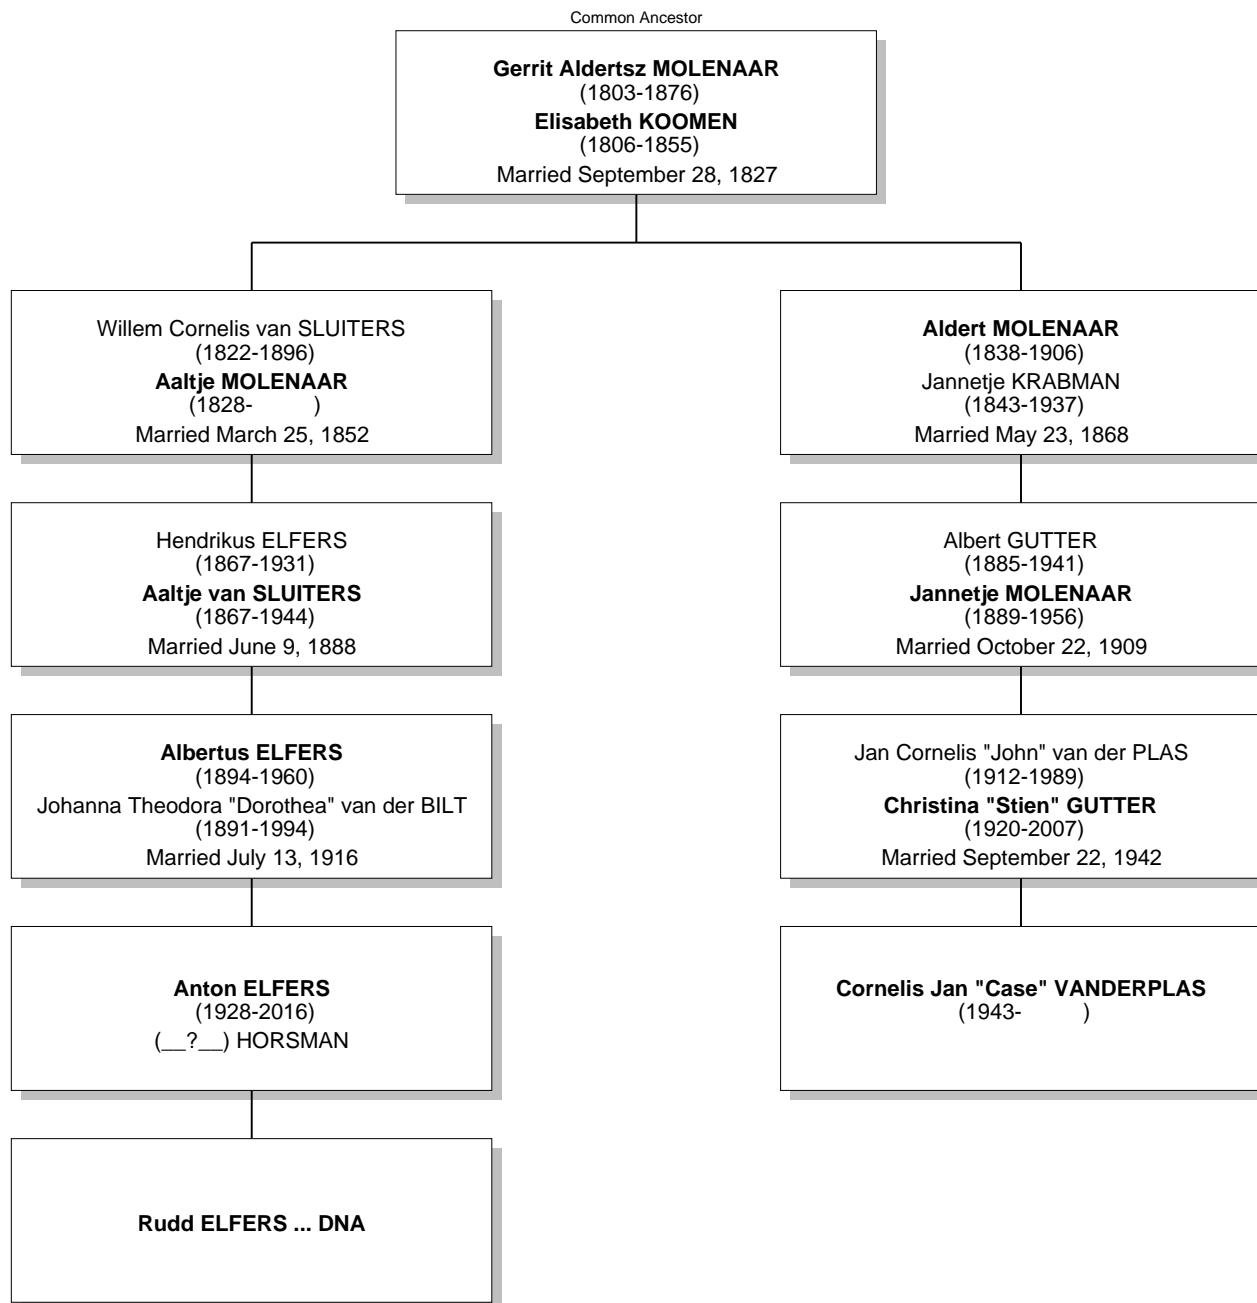 Common Ancestor
Gerrit Aldertsz MOLENAAR
(1803-1876)
Elisabeth KOOMEN
(1806-1855)
Married September 28, 1827
Willem Cornelis van SLUITERS
(1822-1896)
Aaltje MOLENAAR
(1828- )
Married March 25, 1852
Aldert MOLENAAR
(1838-1906)
Jannetje KRABMAN
(1843-1937)
Married May 23, 1868
Hendrikus ELFERS
(1867-1931)
Aaltje van SLUITERS
(1867-1944)
Married June 9, 1888
Albert GUTTER
(1885-1941)
Jannetje MOLENAAR
(1889-1956)
Married October 22, 1909
Albertus ELFERS
(1894-1960)
Johanna Theodora "Dorothea" van der BILT
(1891-1994)
Married July 13, 1916
Jan Cornelis "John" van der PLAS
(1912-1989)
Christina "Stien" GUTTER
(1920-2007)
Married September 22, 1942
Anton ELFERS
(1928-2016)
(__?__) HORSMAN
Cornelis Jan "Case" VANDERPLAS
(1943- )
Rudd ELFERS ... DNA